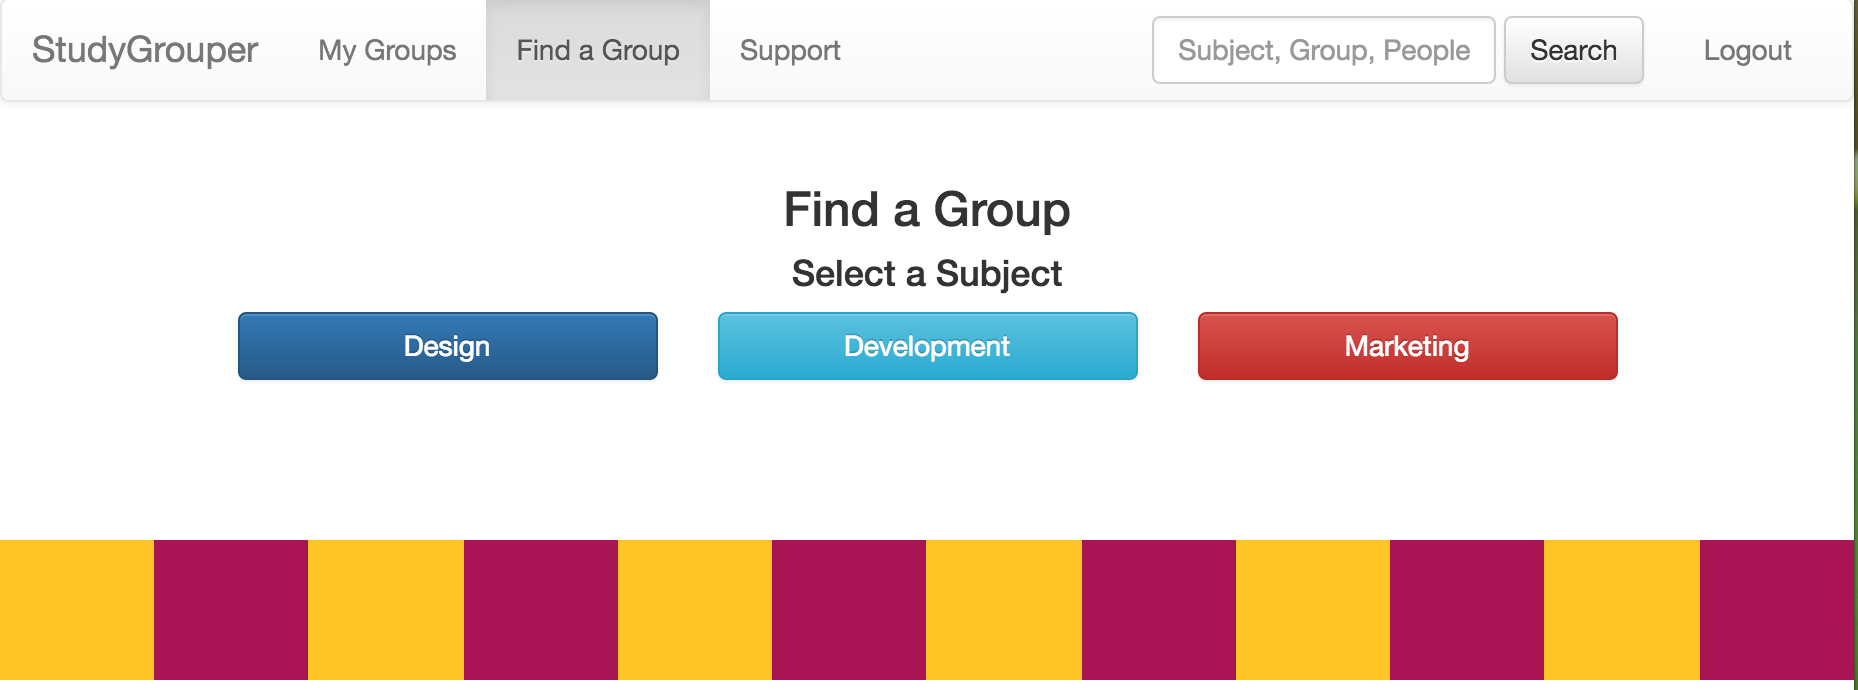 StudyGrouper My Groups Find a Group Support Subject, Group, People Search Logout
Find a Group
Select a Subject
Design Development Marketing